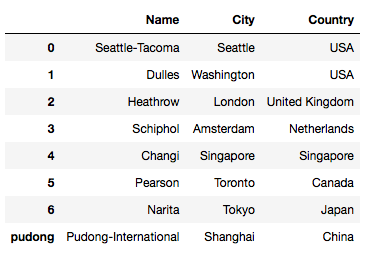 Name City Country
0 Seattle-Tacoma Seattle USA
1 Dulles Washington USA
2 Heathrow London United Kingdom
3 Schiphol Amsterdam Netherlands
4 Changi Singapore Singapore
5 Pearson Toronto Canada
6 Narita Tokyo Japan
pudong Pudong-International Shanghai China